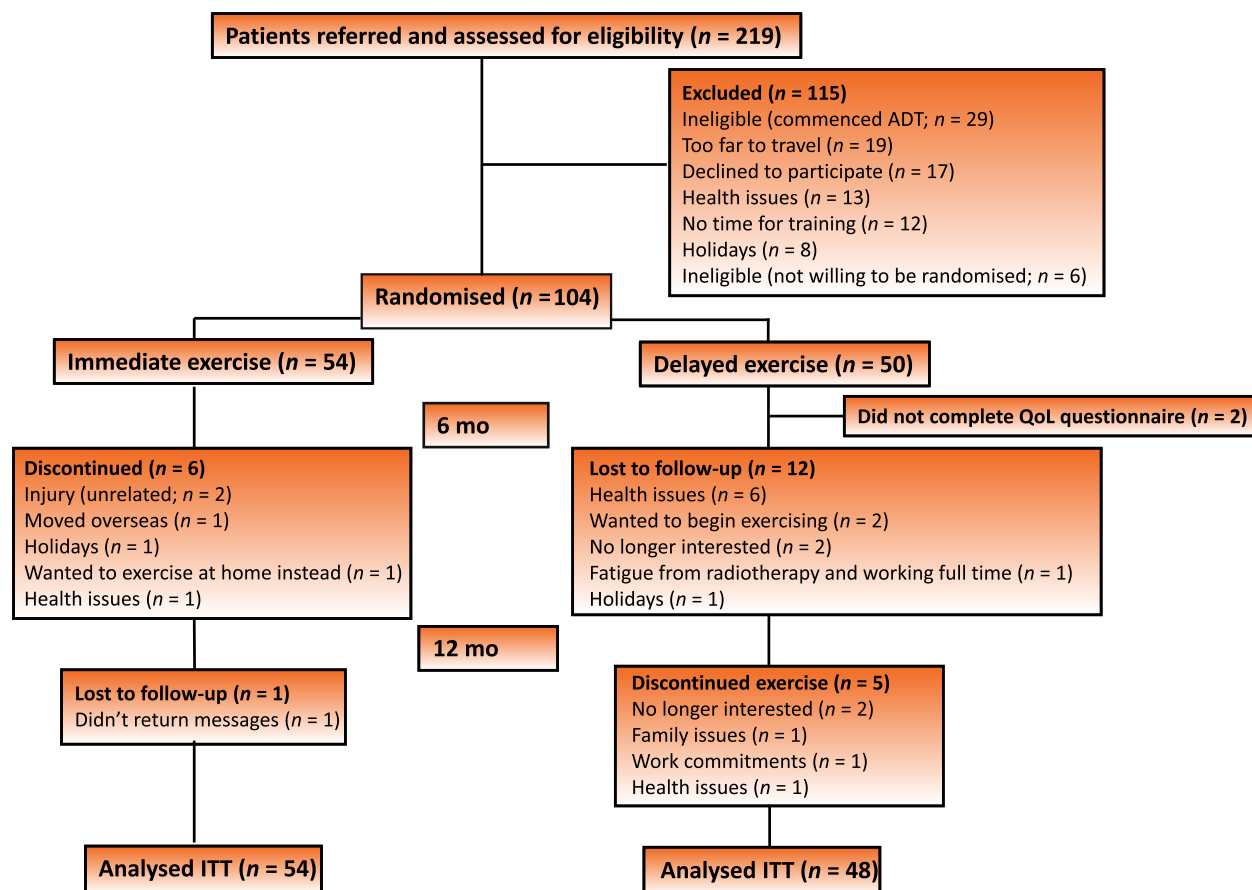 Patients referred and assessed for eligibility (n = 219)
Excluded (n = 115)
Ineligible (commenced ADT; n = 29)
Too far to travel (n = 19)
Declined to participate (n = 17)
Health issues (n = 13)
No time for training (n = 12)
Holidays (n = 8)
Ineligible (not willing to be randomised; n = 6)
Randomised (n = 104)
Immediate exercise (n = 54)
Delayed exercise (n = 50)
Did not complete QoL questionnaire (n = 2)
6 mo
Discontinued (n = 6)
Injury (unrelated; n = 2)
Moved overseas (n = 1)
Holidays (n = 1)
Wanted to exercise at home instead (n = 1)
Health issues (n = 1)
Lost to follow-up (n = 12)
Health issues (n = 6)
Wanted to begin exercising (n = 2)
No longer interested (n = 2)
Fatigue from radiotherapy and working full time (n = 1)
Holidays (n = 1)
12 mo
Lost to follow-up (n = 1)
Didn’t return messages (n = 1)
Discontinued exercise (n = 5)
No longer interested (n = 2)
Family issues (n = 1)
Work commitments (n = 1)
Health issues (n = 1)
Analysed ITT (n = 54)
Analysed ITT (n = 48)